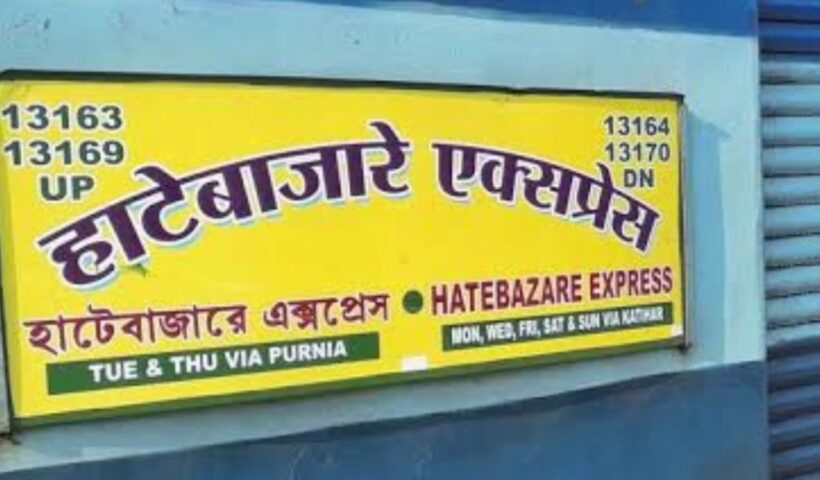 13163
13169
UP
हाटेबाजारे एक्सप्रेस
13164
13170
DN
হাটেবাজারে এক্সপ্রেস • HATEBAZARE EXPRESS
TUE & THU VIA PURNIA
MON, WED, FRI, SAT & SUN VIA KATIHAR